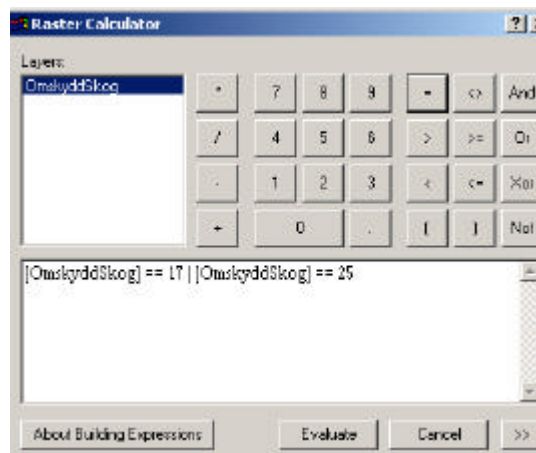 Raster Calculator ?
Layers:
OmskyddSkog
* 7 8 9 = <> And
/ 4 5 6 > >= Or
- 1 2 3 < <= Xor
+ 0 . ( ) Not
[OmskyddSkog] == 17 | [OmskyddSkog] == 25
About Building Expressions Evaluate Cancel >>